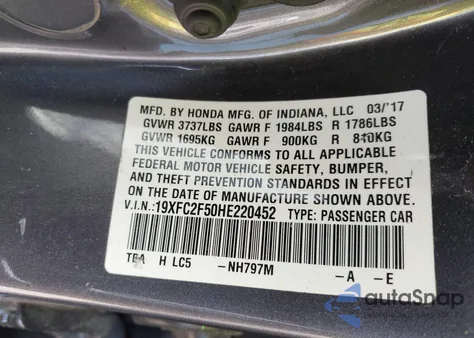 MFD. BY HONDA MFG. OF INDIANA, LLC 03/'17
GVWR 3737LBS GAWR F 1984LBS R 1786LBS
GVWR 1695KG GAWR F 900KG R 810KG
THIS VEHICLE CONFORMS TO ALL APPLICABLE
FEDERAL MOTOR VEHICLE SAFETY, BUMPER,
AND THEFT PREVENTION STANDARDS IN EFFECT
ON THE DATE OF MANUFACTURE SHOWN ABOVE.
V.I.N.: 19XFC2F50HE220452 TYPE: PASSENGER CAR
TBA H LC5 -NH797M -A -E
autoSnap